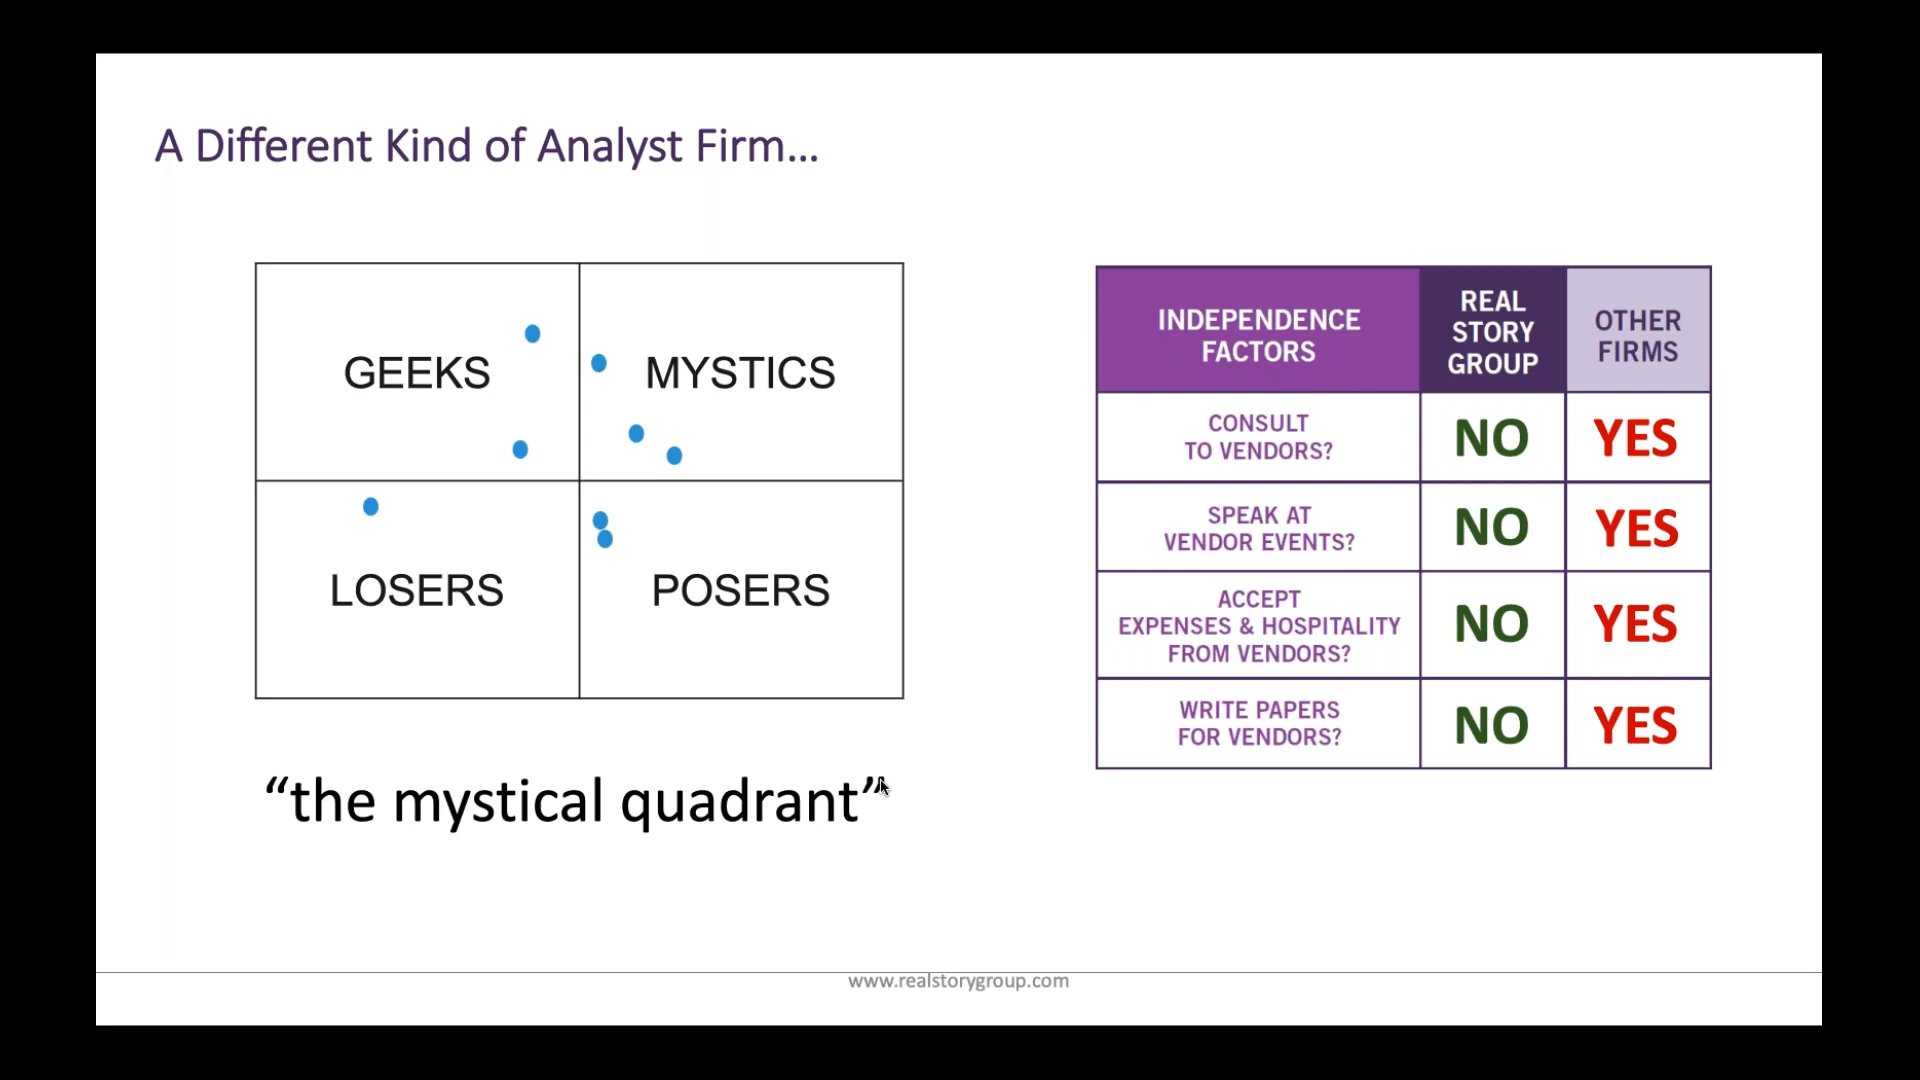 A Different Kind of Analyst Firm...
GEEKS
MYSTICS
LOSERS
POSERS
“the mystical quadrant”
INDEPENDENCE
FACTORS
REAL
STORY
GROUP
OTHER
FIRMS
CONSULT
TO VENDORS?
NO
YES
SPEAK AT
VENDOR EVENTS?
NO
YES
ACCEPT
EXPENSES & HOSPITALITY
FROM VENDORS?
NO
YES
WRITE PAPERS
FOR VENDORS?
NO
YES
www.realstorygroup.com